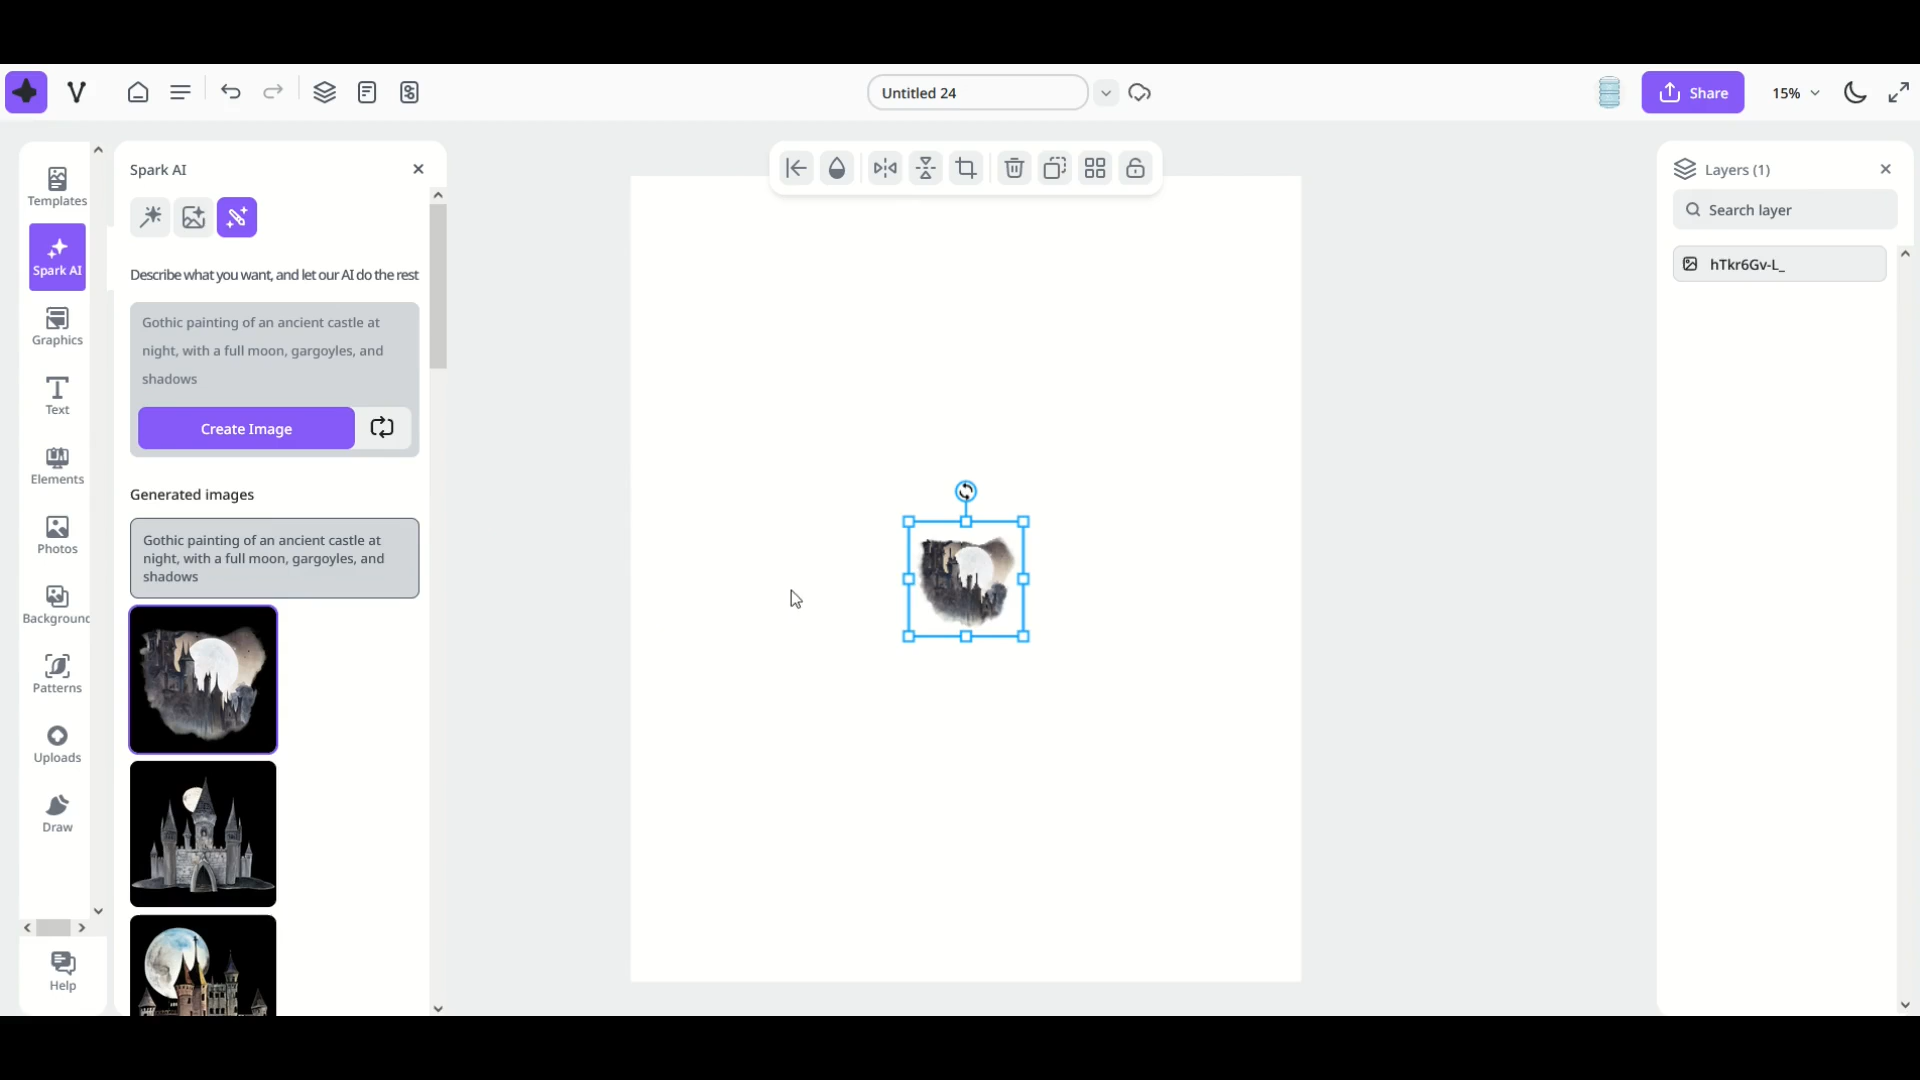 Untitled 24
Share
15%
Templates
Spark AI
Graphics
Text
Elements
Photos
Background
Patterns
Uploads
Draw
Help
Spark AI
Describe what you want, and let our AI do the rest
Gothic painting of an ancient castle at
night, with a full moon, gargoyles, and
shadows
Create Image
Generated images
Gothic painting of an ancient castle at
night, with a full moon, gargoyles, and
shadows
Layers (1)
Search layer
hTkr6Gv-L_